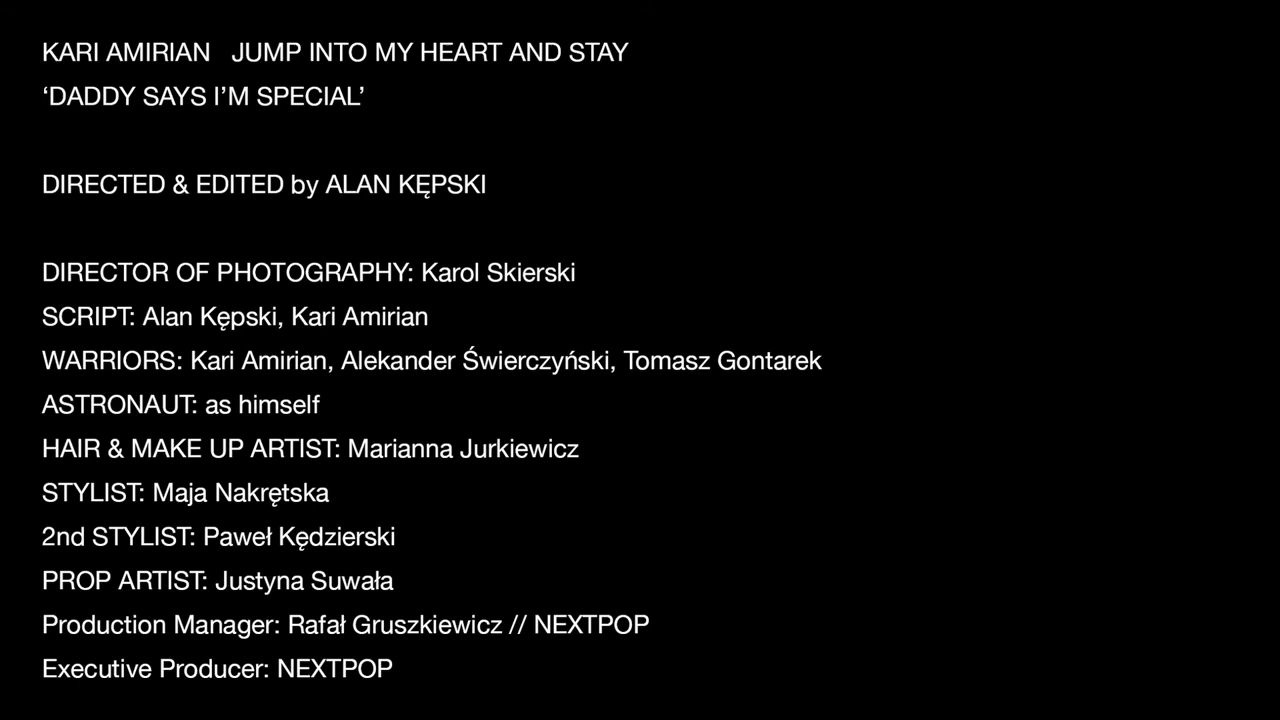 KARI AMIRIAN JUMP INTO MY HEART AND STAY
‘DADDY SAYS I’M SPECIAL’
DIRECTED & EDITED by ALAN KĘPSKI
DIRECTOR OF PHOTOGRAPHY: Karol Skierski
SCRIPT: Alan Kępski, Kari Amirian
WARRIORS: Kari Amirian, Alekander Świerczyński, Tomasz Gontarek
ASTRONAUT: as himself
HAIR & MAKE UP ARTIST: Marianna Jurkiewicz
STYLIST: Maja Nakrętska
2nd STYLIST: Paweł Kędzierski
PROP ARTIST: Justyna Suwała
Production Manager: Rafał Gruszkiewicz // NEXTPOP
Executive Producer: NEXTPOP